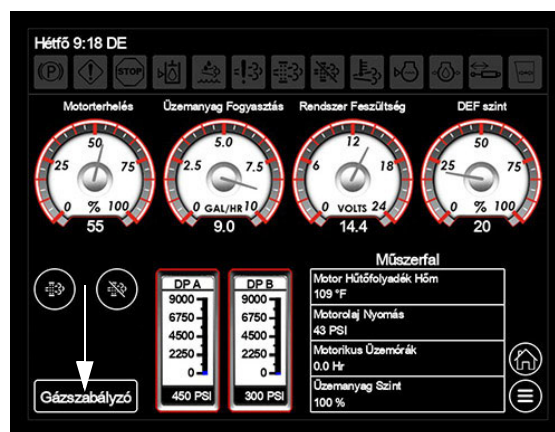 Hétfő 9:18 DE
(P) STOP
Motorterhelés Üzemanyag Fogyasztás Rendszer Feszültség DEF szint
50 5.0 12 50
25 75 2.5 7.5 6 18 25 75
0 % 100 0 GAL/HR 10 0 VOLTS 24 0 % 100
55 9.0 14.4 20
Műszerfal
DP A DP B
9000 9000
6750 6750
4500 4500
2250 2250
0 0
450 PSI 300 PSI
Motor Hűtőfolyadék Hőm
109 °F
Motorolaj Nyomás
43 PSI
Motorikus Üzemórák
0.0 Hr
Üzemanyag Szint
100 %
Gázszabályzó